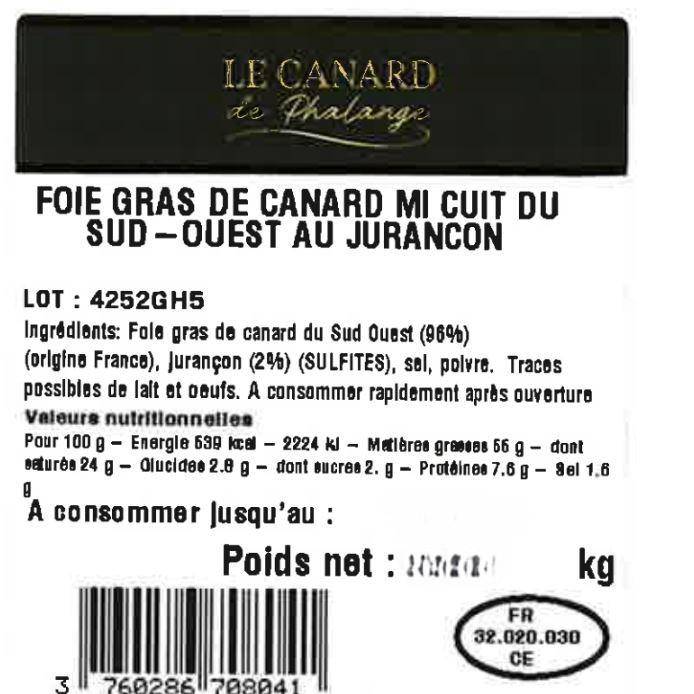 LE CANARD
de Phalange
FOIE GRAS DE CANARD MI CUIT DU
SUD – OUEST AU JURANCON
LOT : 4252GH5
Ingrédients: Foie gras de canard du Sud Ouest (96%)
(origine France), Jurançon (2%) (SULFITES), sel, poivre. Traces
possibles de lait et oeufs. A consommer rapidement après ouverture
Valeurs nutritionnelles
Pour 100 g – Energie 539 kcal – 2224 kJ – Matières grasses 56 g – dont
saturés 24 g – Glucides 2.8 g – dont sucres 2. g – Protéines 7.6 g – Sel 1.6
g
A consommer jusqu'au :
Poids net : kg
FR
32.020.030
CE
3 760286 708041